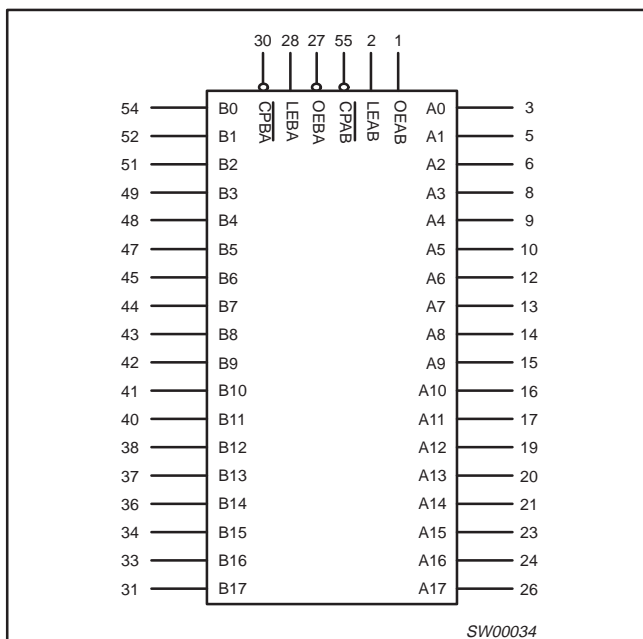 30 28 27 55 2 1
CPBA LEBA OEBA CPAB LEAB OEAB
54 B0 A0 3
52 B1 A1 5
51 B2 A2 6
49 B3 A3 8
48 B4 A4 9
47 B5 A5 10
45 B6 A6 12
44 B7 A7 13
43 B8 A8 14
42 B9 A9 15
41 B10 A10 16
40 B11 A11 17
38 B12 A12 19
37 B13 A13 20
36 B14 A14 21
34 B15 A15 23
33 B16 A16 24
31 B17 A17 26
SW00034